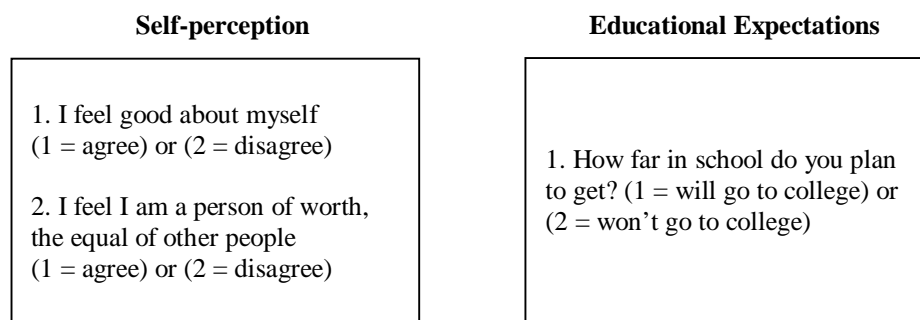 Self-perception
1. I feel good about myself
(1 = agree) or (2 = disagree)
2. I feel I am a person of worth,
the equal of other people
(1 = agree) or (2 = disagree)
Educational Expectations
1. How far in school do you plan
to get? (1 = will go to college) or
(2 = won’t go to college)